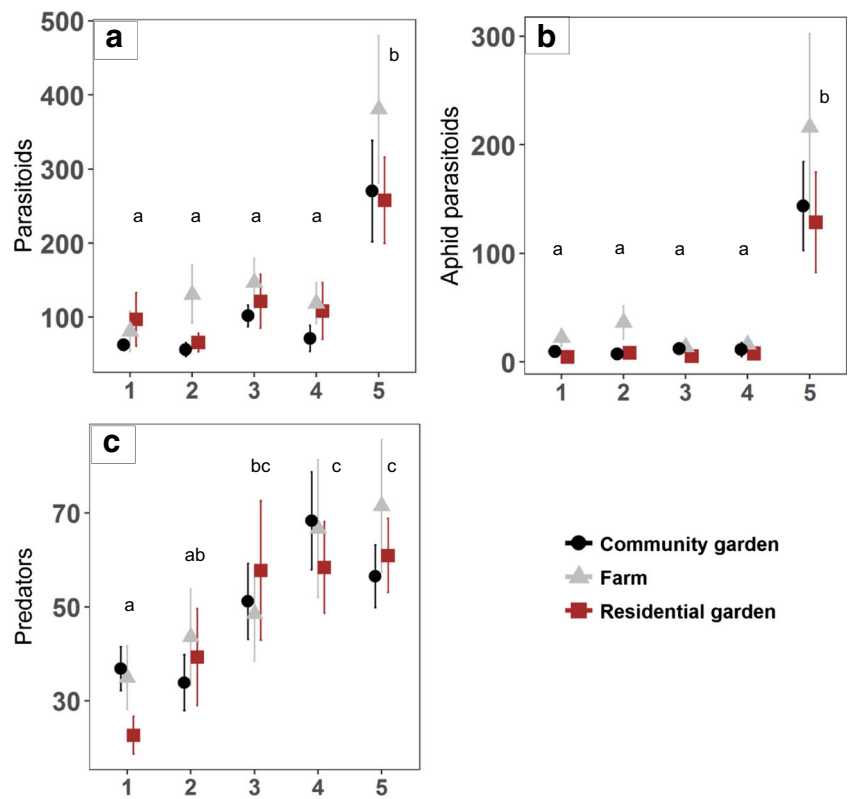 a
Parasitoids
500
400
300
200
100
a a a a b
1 2 3 4 5
b
Aphid parasitoids
300
200
100
0
a a a a b
1 2 3 4 5
c
Predators
70
50
30
a ab bc c c
1 2 3 4 5
Community garden
Farm
Residential garden